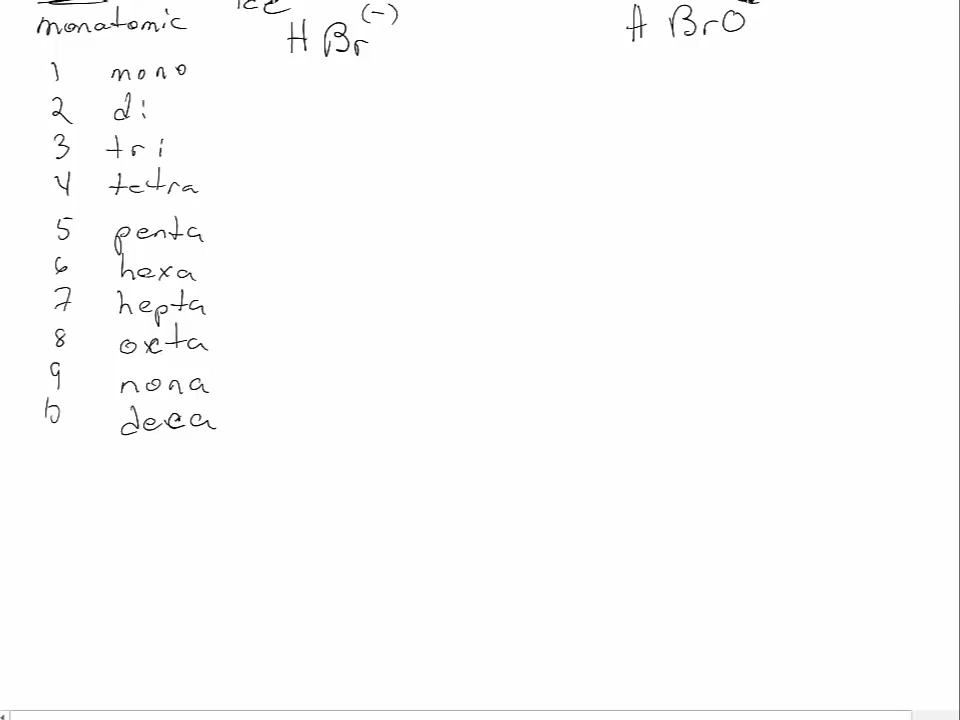 monatomic
H Br (-)
H BrO
1 mono
2 di
3 tri
4 tetra
5 penta
6 hexa
7 hepta
8 octa
9 nona
10 deca